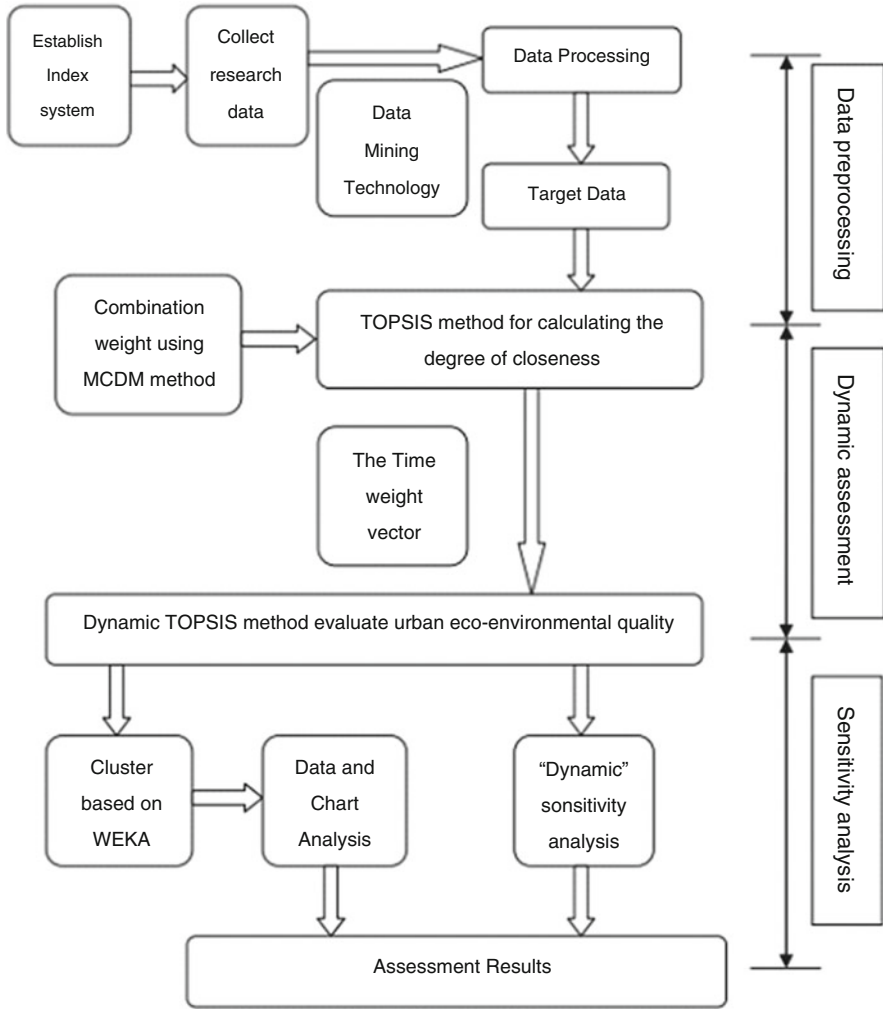 Establish
Index
system
Collect
research
data
Data Processing
Data
Mining
Technology
Target Data
Combination
weight using
MCDM method
TOPSIS method for calculating the
degree of closeness
The Time
weight
vector
Dynamic TOPSIS method evaluate urban eco-environmental quality
Cluster
based on
WEKA
Data and
Chart
Analysis
“Dynamic”
sonsitivity
analysis
Assessment Results
Data preprocessing
Dynamic assessment
Sensitivity analysis